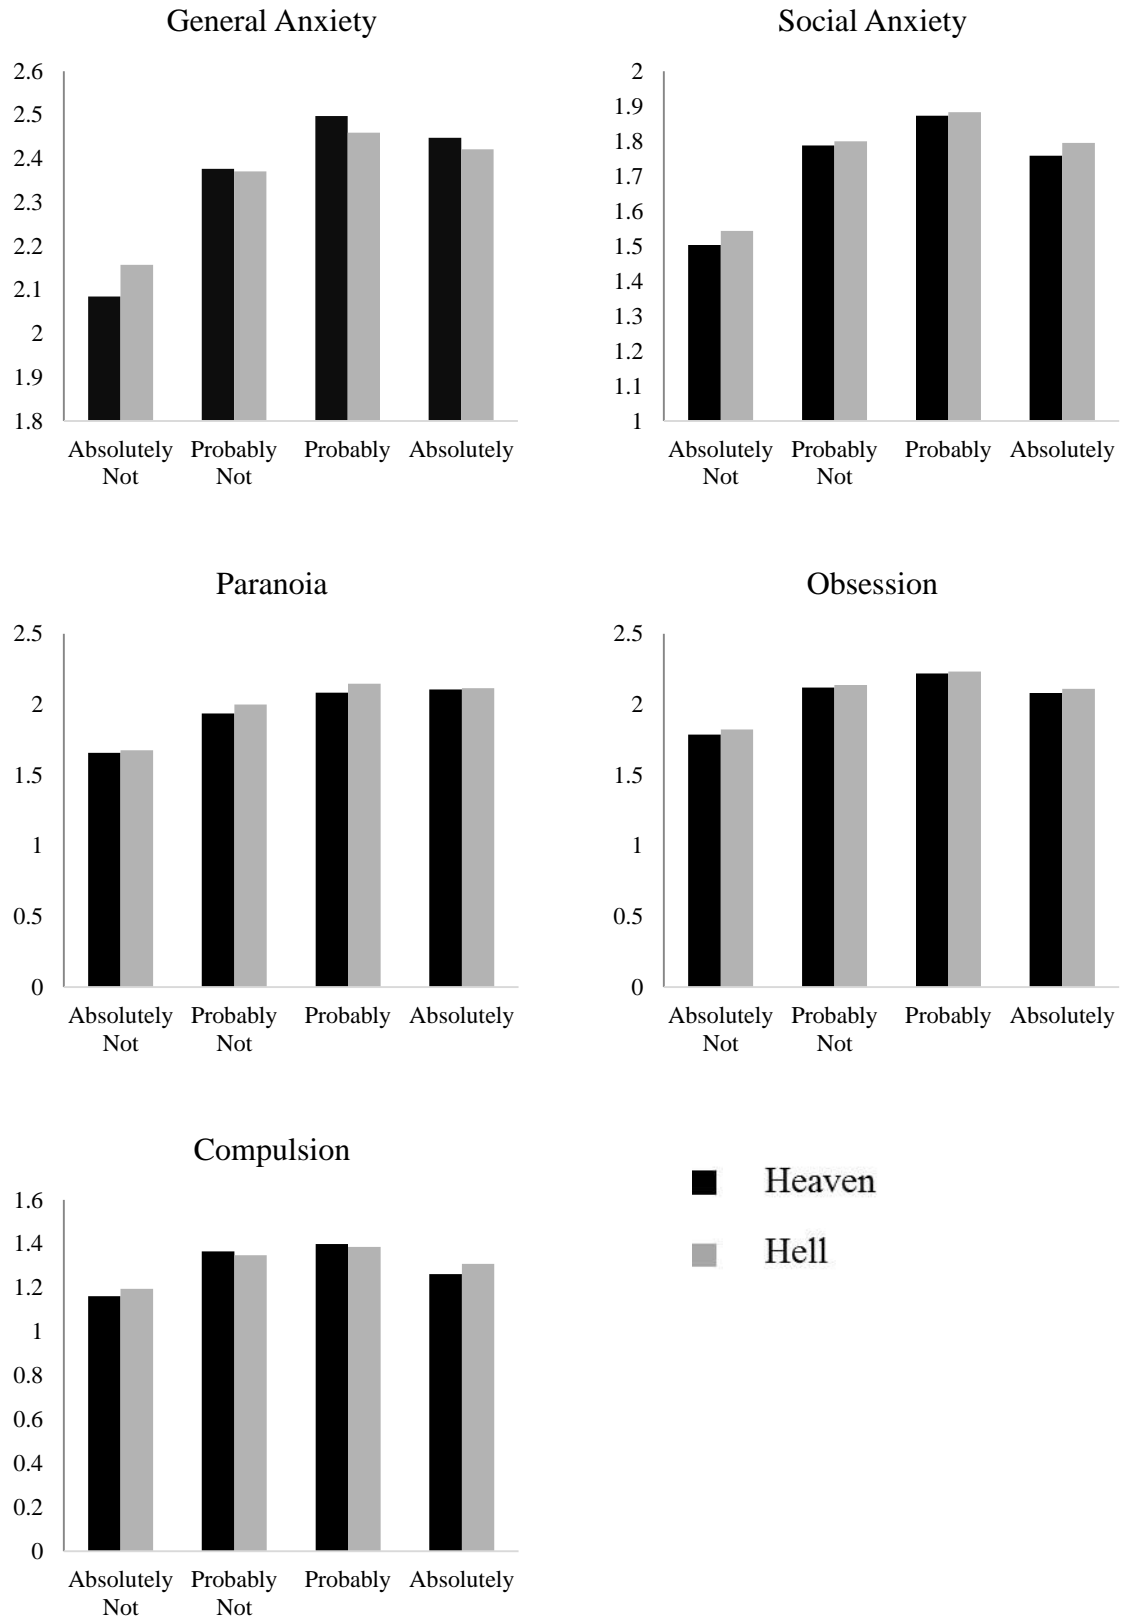 General Anxiety
2.6
2.5
2.4
2.3
2.2
2.1
2
1.9
1.8
Absolutely Probably Probably Absolutely
Not Not
Social Anxiety
2
1.9
1.8
1.7
1.6
1.5
1.4
1.3
1.2
1.1
1
Absolutely Probably Probably Absolutely
Not Not
Paranoia
2.5
2
1.5
1
0.5
0
Absolutely Probably Probably Absolutely
Not Not
Obsession
2.5
2
1.5
1
0.5
0
Absolutely Probably Probably Absolutely
Not Not
Compulsion
1.6
1.4
1.2
1
0.8
0.6
0.4
0.2
0
Absolutely Probably Probably Absolutely
Not Not
Heaven
Hell